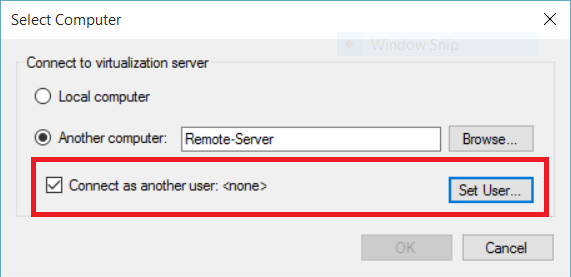 Select Computer
Window Snip
Connect to virtualization server
Local computer
Another computer: Remote-Server Browse...
Connect as another user: <none> Set User...
OK Cancel